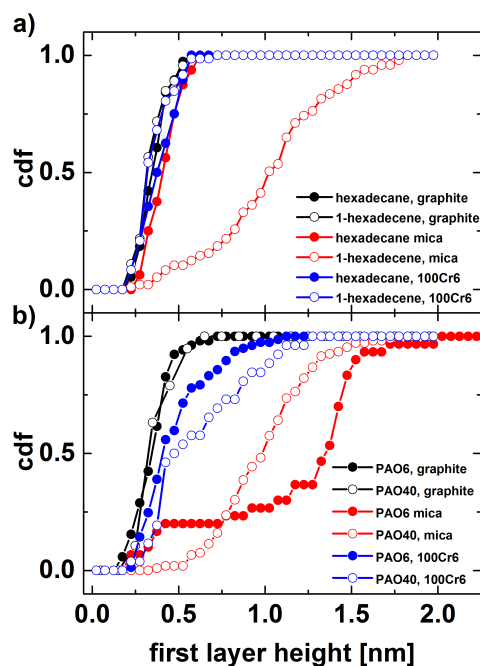 a)
1.0
0.5
0.0
cdf
hexadecane, graphite
1-hexadecene, graphite
hexadecane mica
1-hexadecene, mica
hexadecane, 100Cr6
1-hexadecene, 100Cr6
b)
1.0
0.5
0.0
cdf
PAO6, graphite
PAO40, graphite
PAO6 mica
PAO40, mica
PAO6, 100Cr6
PAO40, 100Cr6
0.0 0.5 1.0 1.5 2.0
first layer height [nm]